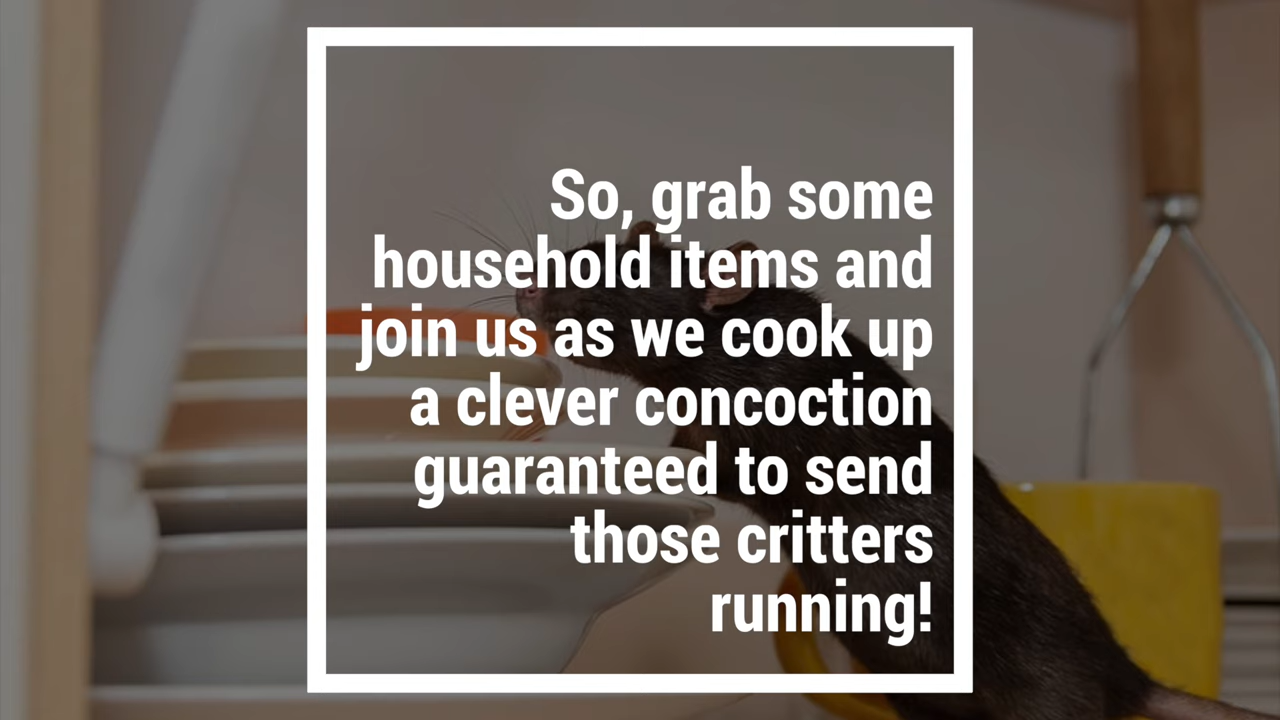 So, grab some
household items and
join us as we cook up
a clever concoction
guaranteed to send
those critters
running!